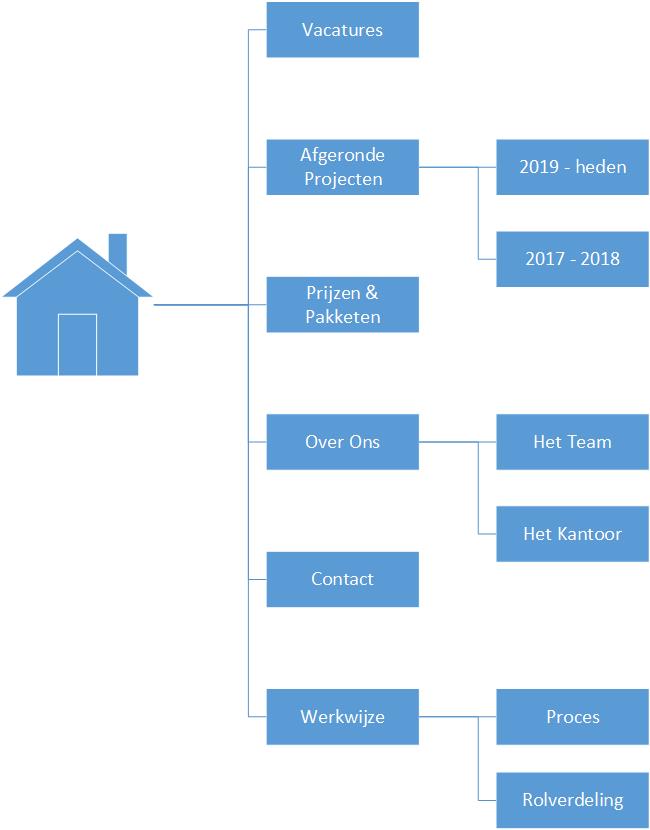 Vacatures
Afgeronde
Projecten
2019 - heden
2017 - 2018
Prijzen &
Pakketen
Over Ons
Het Team
Het Kantoor
Contact
Werkwijze
Proces
Rolverdeling